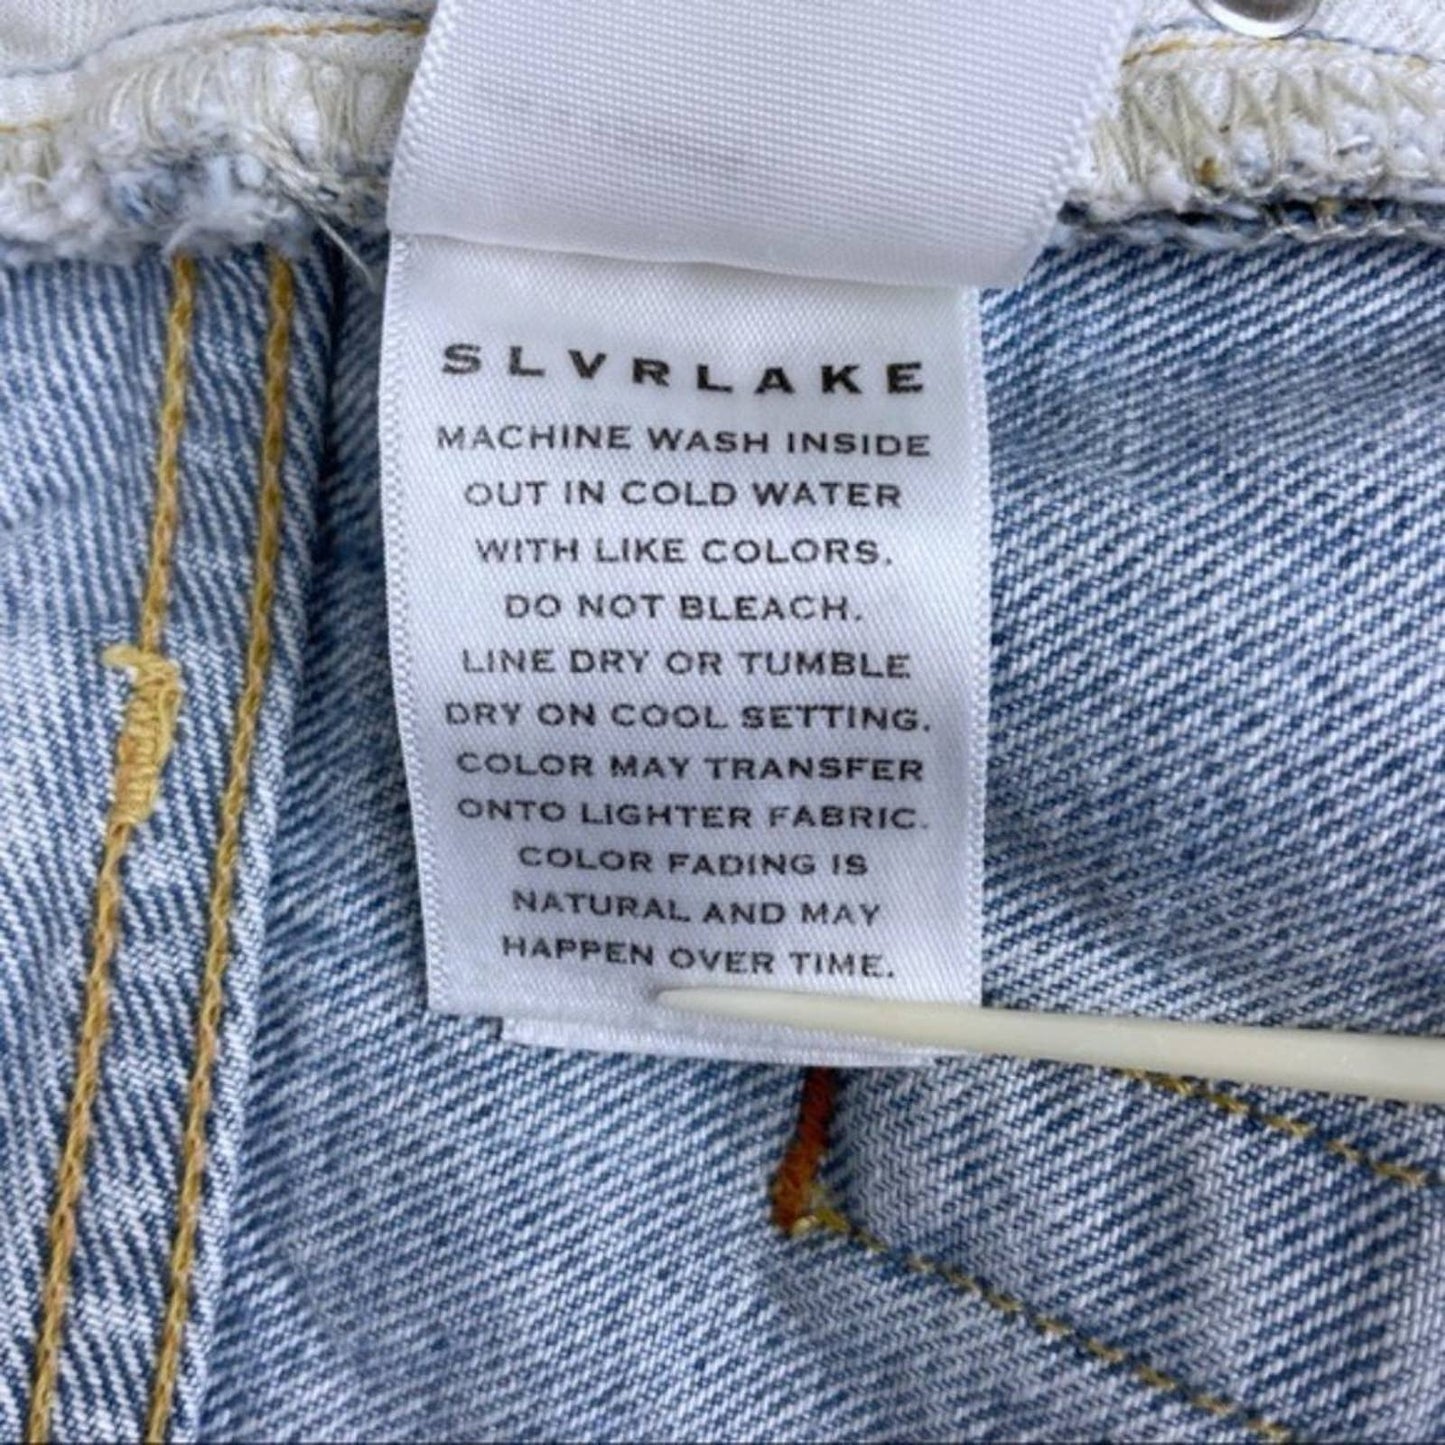 SLVRLAKE
MACHINE WASH INSIDE
OUT IN COLD WATER
WITH LIKE COLORS.
DO NOT BLEACH.
LINE DRY OR TUMBLE
DRY ON COOL SETTING.
COLOR MAY TRANSFER
ONTO LIGHTER FABRIC.
COLOR FADING IS
NATURAL AND MAY
HAPPEN OVER TIME.